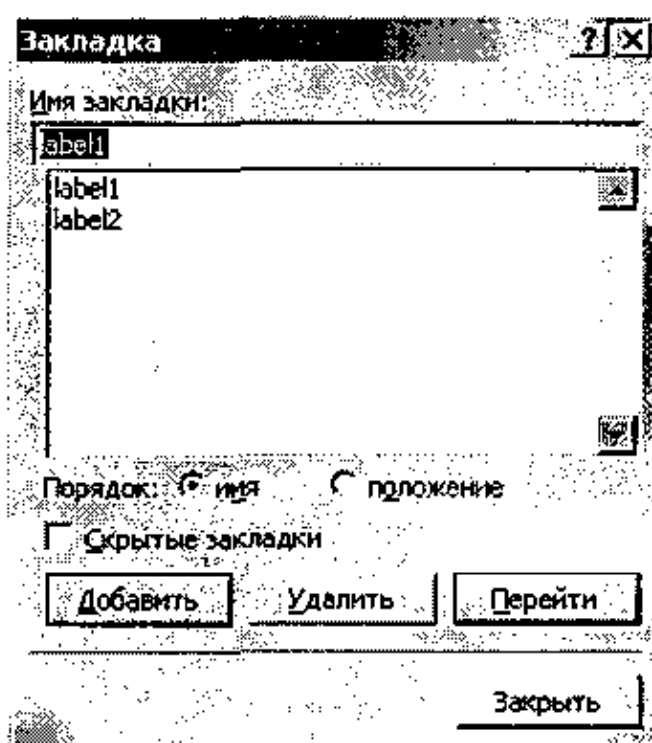 Закладка
Имя закладки:
label1
label1
label2
Порядок: имя положение
Скрытые закладки
Добавить Удалить Перейти
Закрыть